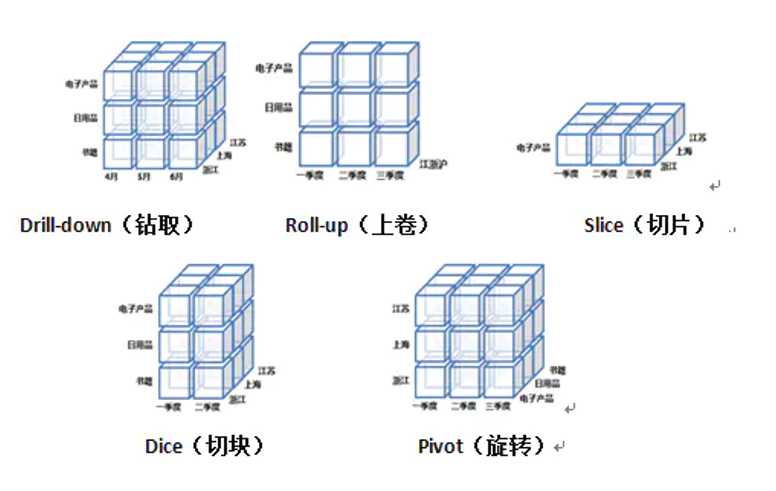 电子产品
日用品
书籍
4月 5月 6月
浙江
上海
江苏
Drill-down（钻取）
电子产品
日用品
书籍
一季度 二季度 三季度
江浙沪
Roll-up（上卷）
电子产品
一季度 二季度 三季度
浙江
上海
江苏
Slice（切片）
电子产品
日用品
书籍
一季度 二季度
浙江
上海
江苏
Dice（切块）
江苏
上海
浙江
一季度 二季度 三季度
电子产品
日用品
书籍
Pivot（旋转）